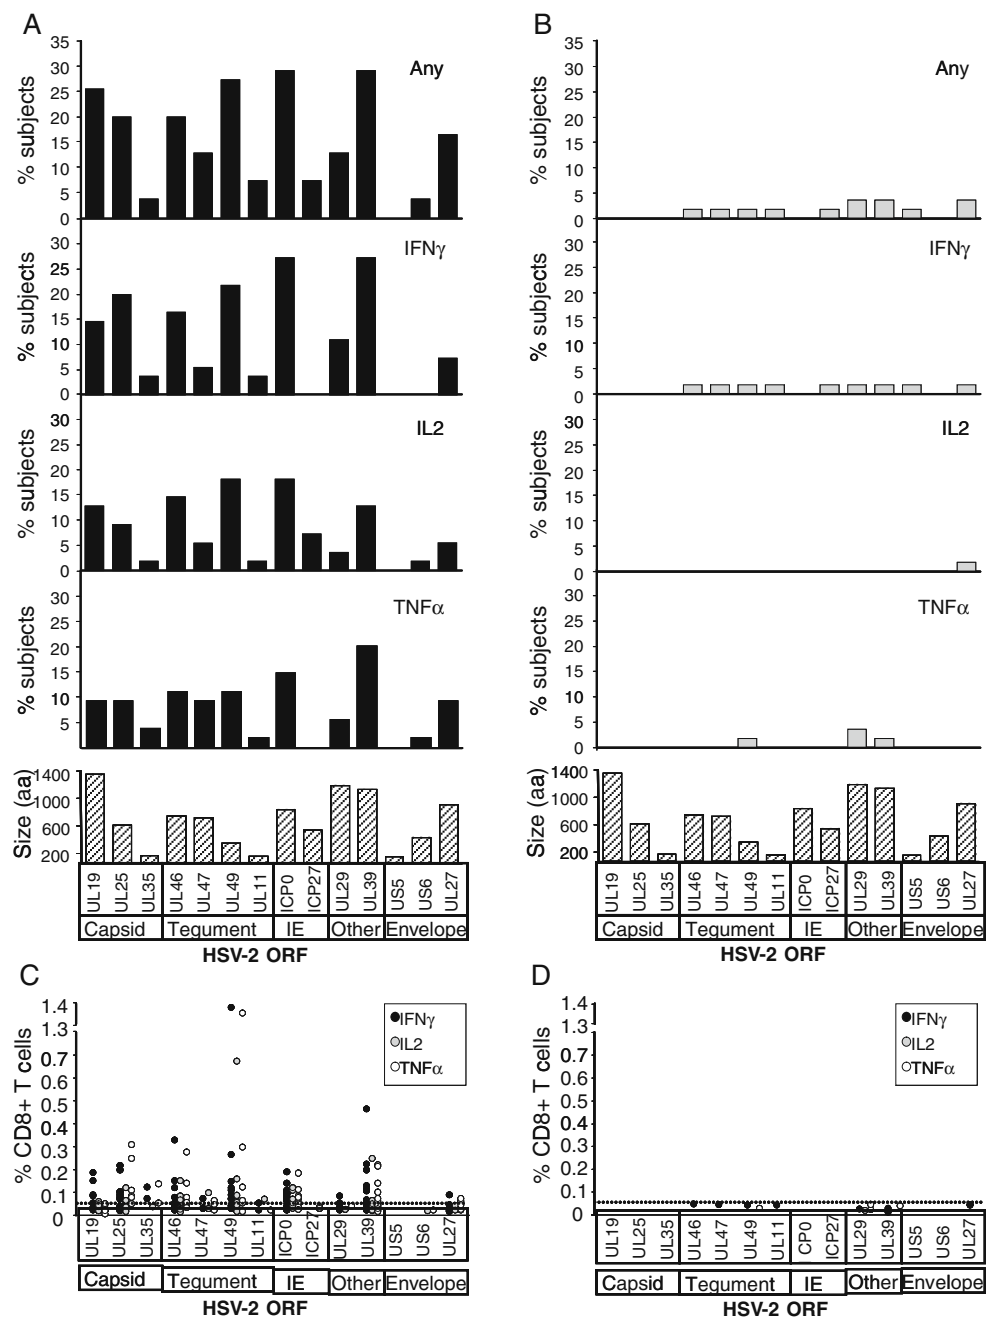 A
35
30
25
20
15
10
5
0
% subjects
Any
30
25
20
15
10
5
0
% subjects
IFNγ
30
25
20
15
10
5
0
% subjects
IL2
30
25
20
15
10
5
% subjects
TNFα
1400
1000
600
200
Size (aa)
UL19 UL25 UL35 UL46 UL47 UL49 UL11 ICP0 ICP27 UL29 UL39 US5 US6 UL27
Capsid Tegument IE Other Envelope
HSV-2 ORF
B
35
30
25
20
15
10
5
0
% subjects
Any
30
25
20
15
10
5
0
% subjects
IFNγ
30
25
20
15
10
5
0
% subjects
IL2
30
25
20
15
10
5
0
% subjects
TNFα
1400
1000
600
200
Size (aa)
UL19 UL25 UL35 UL46 UL47 UL49 UL11 ICP0 ICP27 UL29 UL39 US5 US6 UL27
Capsid Tegument IE Other Envelope
HSV-2 ORF
C
1.4
1.3
0.7
0.6
0.5
0.4
0.3
0.2
0.1
0
% CD8+ T cells
IFNγ
IL2
TNFα
UL19 UL25 UL35 UL46 UL47 UL49 UL11 ICP0 ICP27 UL29 UL39 US5 US6 UL27
Capsid Tegument IE Other Envelope
HSV-2 ORF
D
1.4
1.3
0.7
0.6
0.5
0.4
0.3
0.2
0.1
0
% CD8+ T cells
IFNγ
IL2
TNFα
UL19 UL25 UL35 UL46 UL47 UL49 UL11 CP0 ICP27 UL29 UL39 US5 US6 UL27
Capsid Tegument IE Other Envelope
HSV-2 ORF